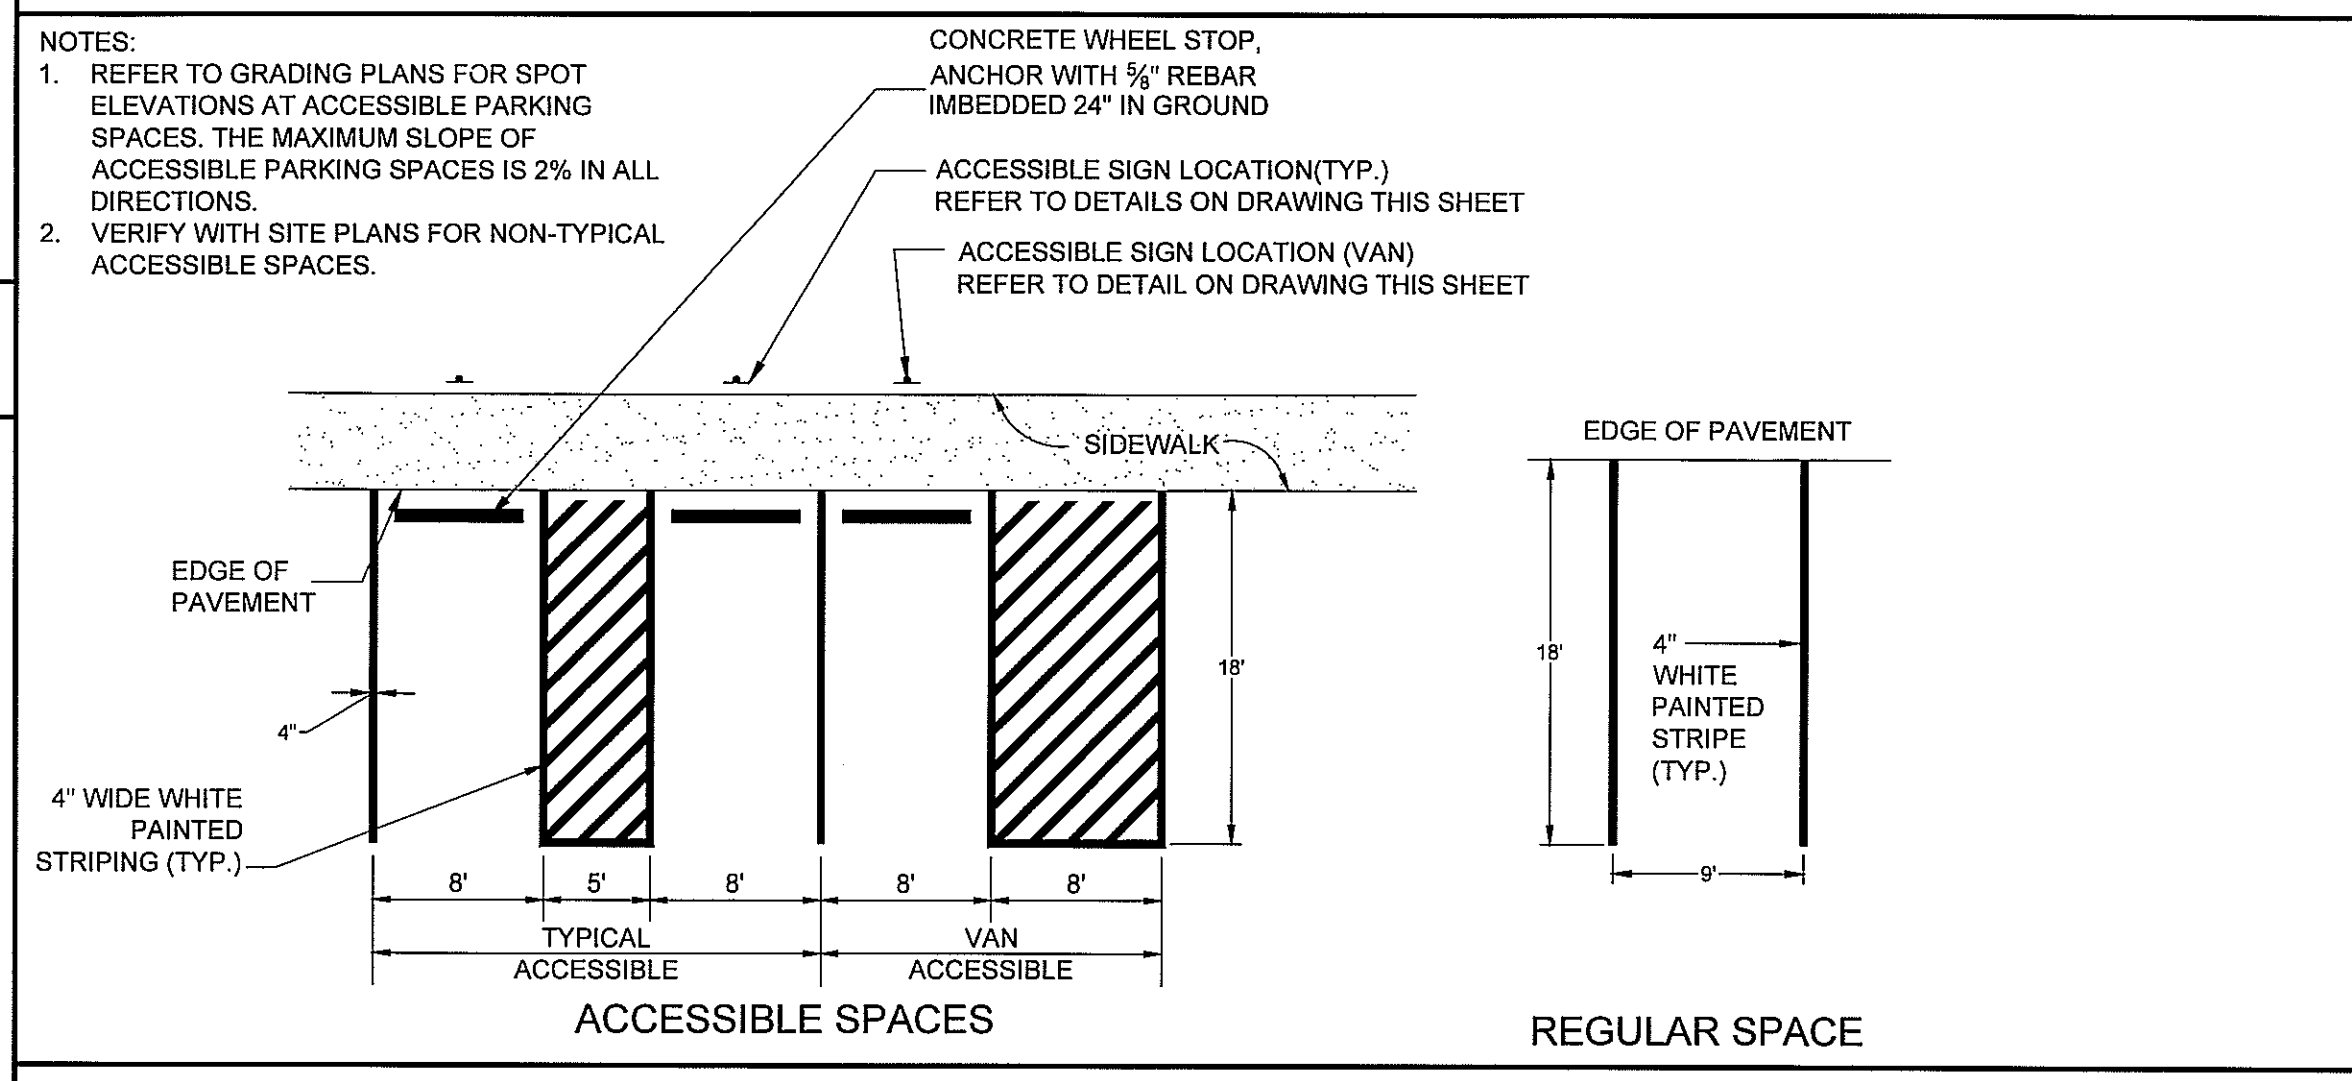 NOTES:
1. REFER TO GRADING PLANS FOR SPOT
ELEVATIONS AT ACCESSIBLE PARKING
SPACES. THE MAXIMUM SLOPE OF
ACCESSIBLE PARKING SPACES IS 2% IN ALL
DIRECTIONS.
2. VERIFY WITH SITE PLANS FOR NON-TYPICAL
ACCESSIBLE SPACES.
CONCRETE WHEEL STOP,
ANCHOR WITH ⅝" REBAR
IMBEDDED 24" IN GROUND
ACCESSIBLE SIGN LOCATION(TYP.)
REFER TO DETAILS ON DRAWING THIS SHEET
ACCESSIBLE SIGN LOCATION (VAN)
REFER TO DETAIL ON DRAWING THIS SHEET
SIDEWALK
EDGE OF
PAVEMENT
4"
4" WIDE WHITE
PAINTED
STRIPING (TYP.)
18'
8'
5'
8'
8'
8'
TYPICAL
ACCESSIBLE
VAN
ACCESSIBLE
ACCESSIBLE SPACES
EDGE OF PAVEMENT
18'
4"
WHITE
PAINTED
STRIPE
(TYP.)
9'
REGULAR SPACE